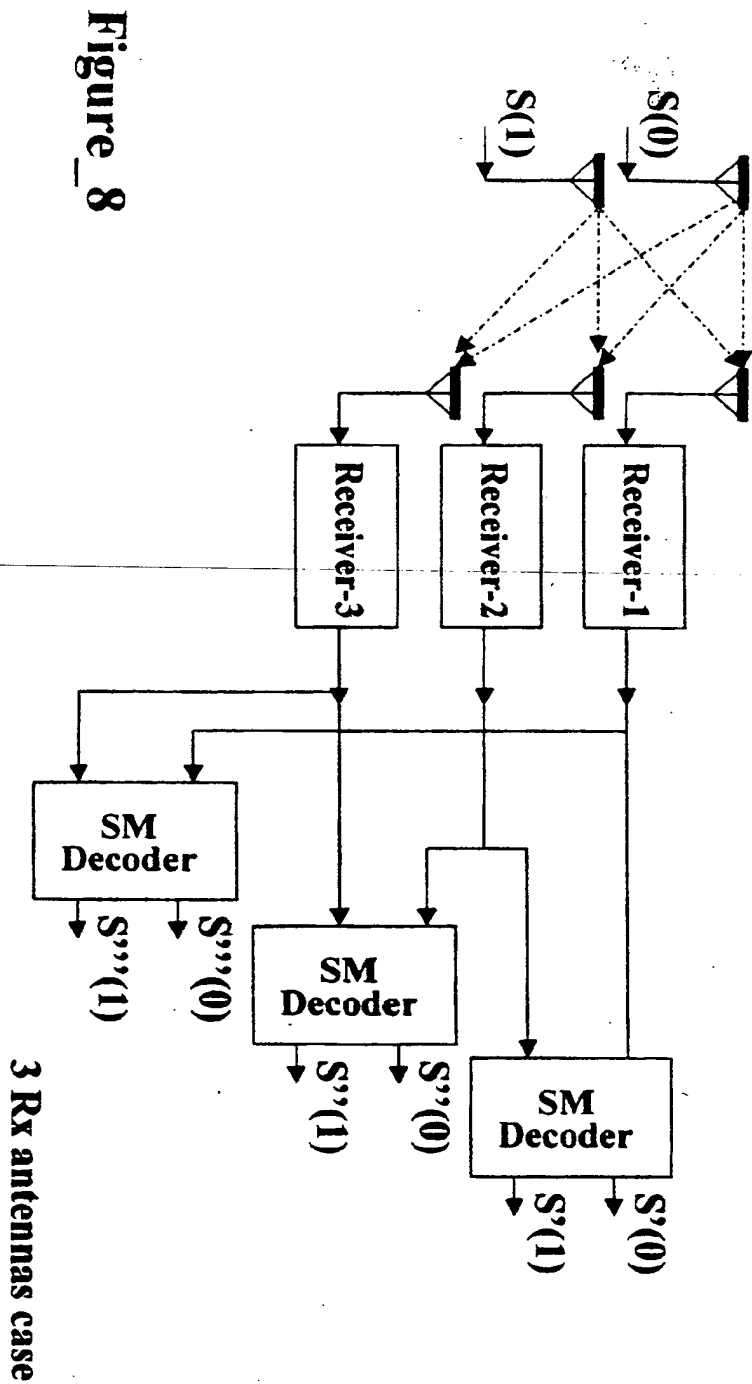 S(0)
S(1)
Receiver-1
Receiver-2
Receiver-3
SM
Decoder
S'(0)
S'(1)
SM
Decoder
S''(0)
S''(1)
SM
Decoder
S'''(0)
S'''(1)
3 Rx antennas case
Figure_8